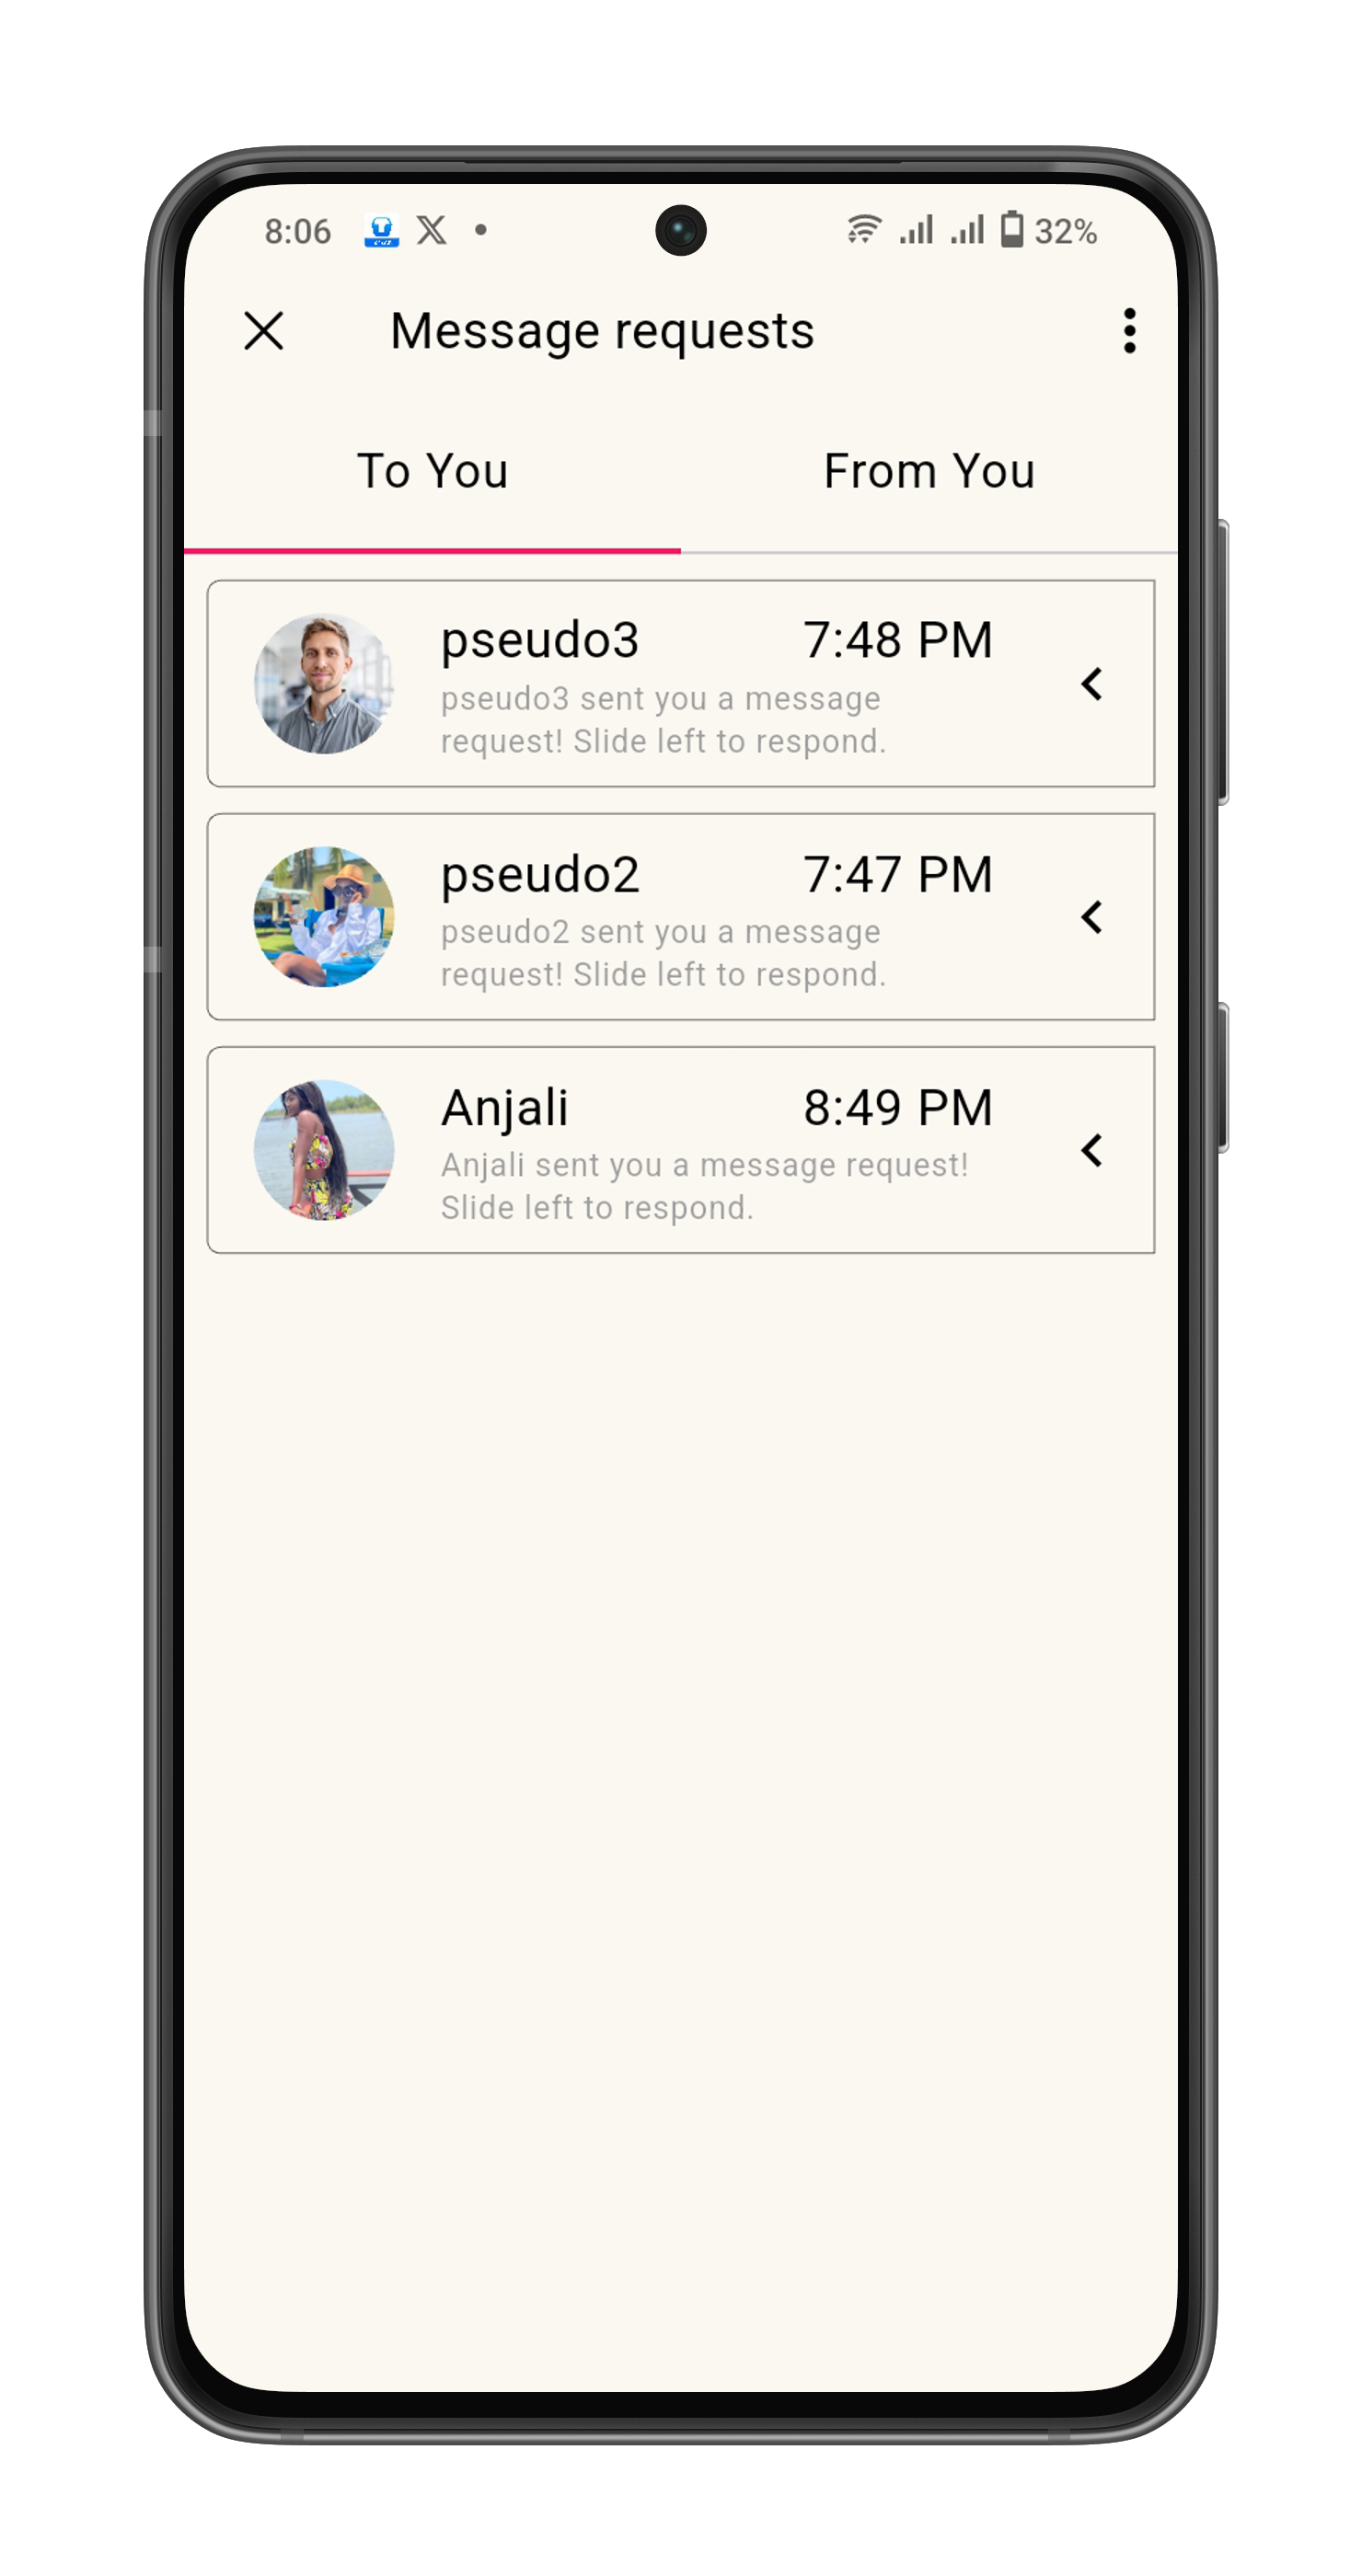 8:06 32%
Message requests
To You From You
pseudo3 7:48 PM
pseudo3 sent you a message
request! Slide left to respond.
pseudo2 7:47 PM
pseudo2 sent you a message
request! Slide left to respond.
Anjali 8:49 PM
Anjali sent you a message request!
Slide left to respond.